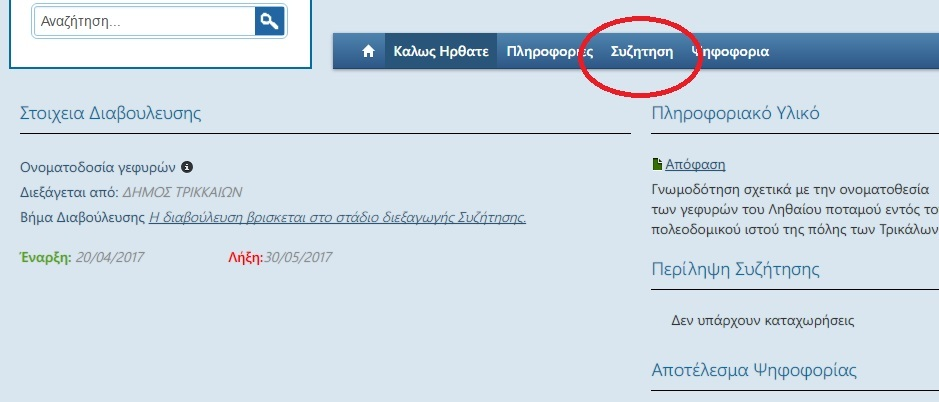 Αναζήτηση...
Καλως Ηρθατε Πληροφοριες Συζητηση Ψηφοφορια
Στοιχεια Διαβουλευσης
Ονοματοδοσία γεφυρών
Διεξάγεται από: ΔΗΜΟΣ ΤΡΙΚΚΑΙΩΝ
Βήμα Διαβούλευσης Η διαβούλευση βρισκεται στο στάδιο διεξαγωγής Συζήτησης.
Έναρξη: 20/04/2017 Λήξη:30/05/2017
Πληροφοριακό Υλικό
Απόφαση
Γνωμοδότηση σχετικά με την ονοματοθεσία
των γεφυρών του Ληθαίου ποταμού εντός το
πολεοδομικού ιστού της πόλης των Τρικάλων
Περίληψη Συζήτησης
Δεν υπάρχουν καταχωρήσεις
Αποτέλεσμα Ψηφοφορίας